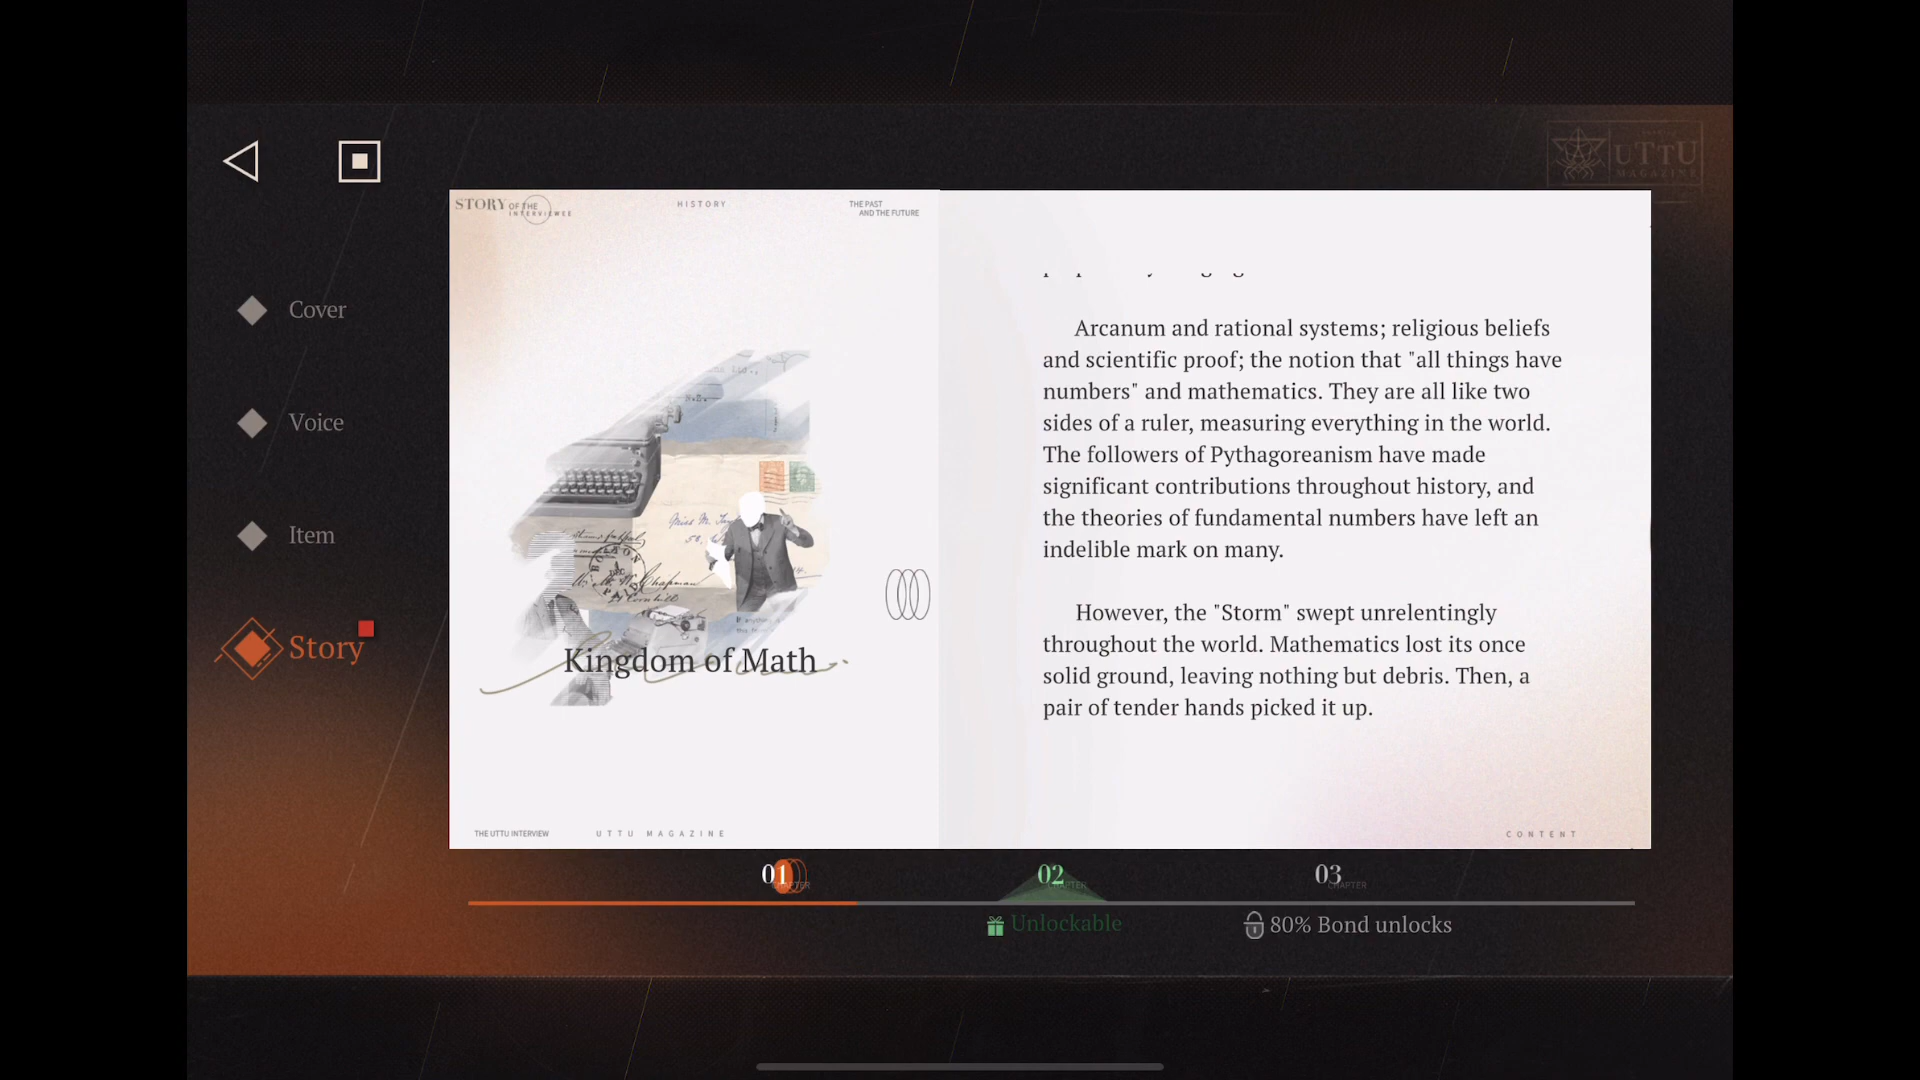 UTTU
MAGAZINE
Cover
Voice
Item
Story
STORY OF THE
INTERVIEWEE
HISTORY
THE PAST
AND THE FUTURE
Kingdom of Math
THE UTTU INTERVIEW
UTTU MAGAZINE
Arcanum and rational systems; religious beliefs
and scientific proof; the notion that "all things have
numbers" and mathematics. They are all like two
sides of a ruler, measuring everything in the world.
The followers of Pythagoreanism have made
significant contributions throughout history, and
the theories of fundamental numbers have left an
indelible mark on many.
However, the "Storm" swept unrelentingly
throughout the world. Mathematics lost its once
solid ground, leaving nothing but debris. Then, a
pair of tender hands picked it up.
CONTENT
01
CHAPTER
02
CHAPTER
03
CHAPTER
Unlockable
80% Bond unlocks